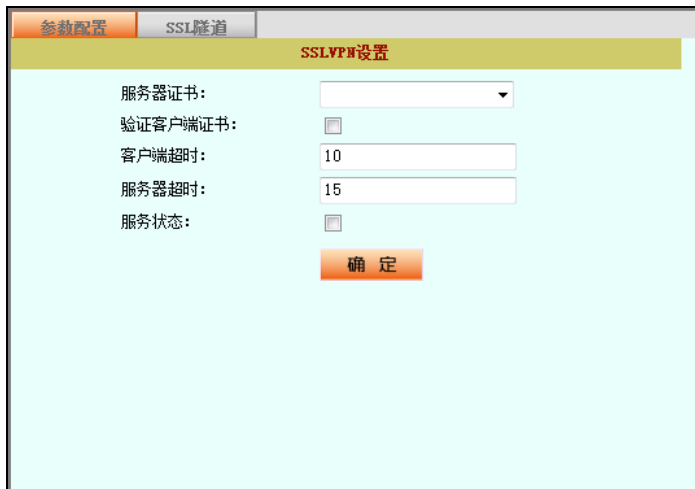 参数配置 SSL隧道
SSLVPN设置
服务器证书:
验证客户端证书:
客户端超时: 10
服务器超时: 15
服务状态:
确 定